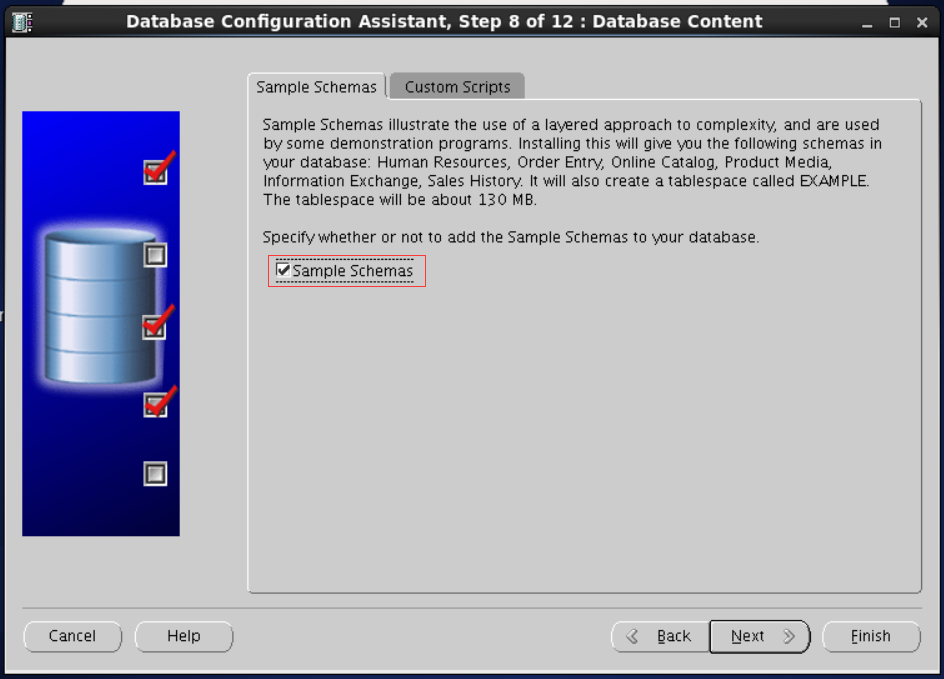 Database Configuration Assistant, Step 8 of 12 : Database Content
Sample Schemas
Custom Scripts
Sample Schemas illustrate the use of a layered approach to complexity, and are used
by some demonstration programs. Installing this will give you the following schemas in
your database: Human Resources, Order Entry, Online Catalog, Product Media,
Information Exchange, Sales History. It will also create a tablespace called EXAMPLE.
The tablespace will be about 130 MB.
Specify whether or not to add the Sample Schemas to your database.
Sample Schemas
Cancel
Help
Back
Next
Finish